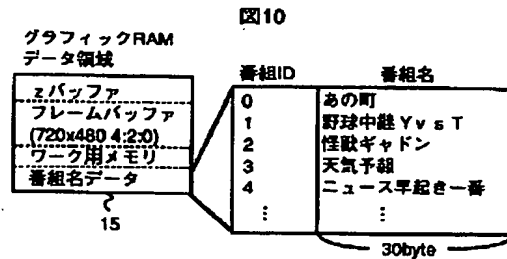 図10
グラフィックRAM
データ領域
zバッファ
フレームバッファ
(720x480 4:2:0)
ワーク用メモリ
番組名データ
15
番組ID 番組名
0 あの町
1 野球中継YvsT
2 怪獣ギャドン
3 天気予報
4 ニュース早起き一番
⋮ ⋮
30byte